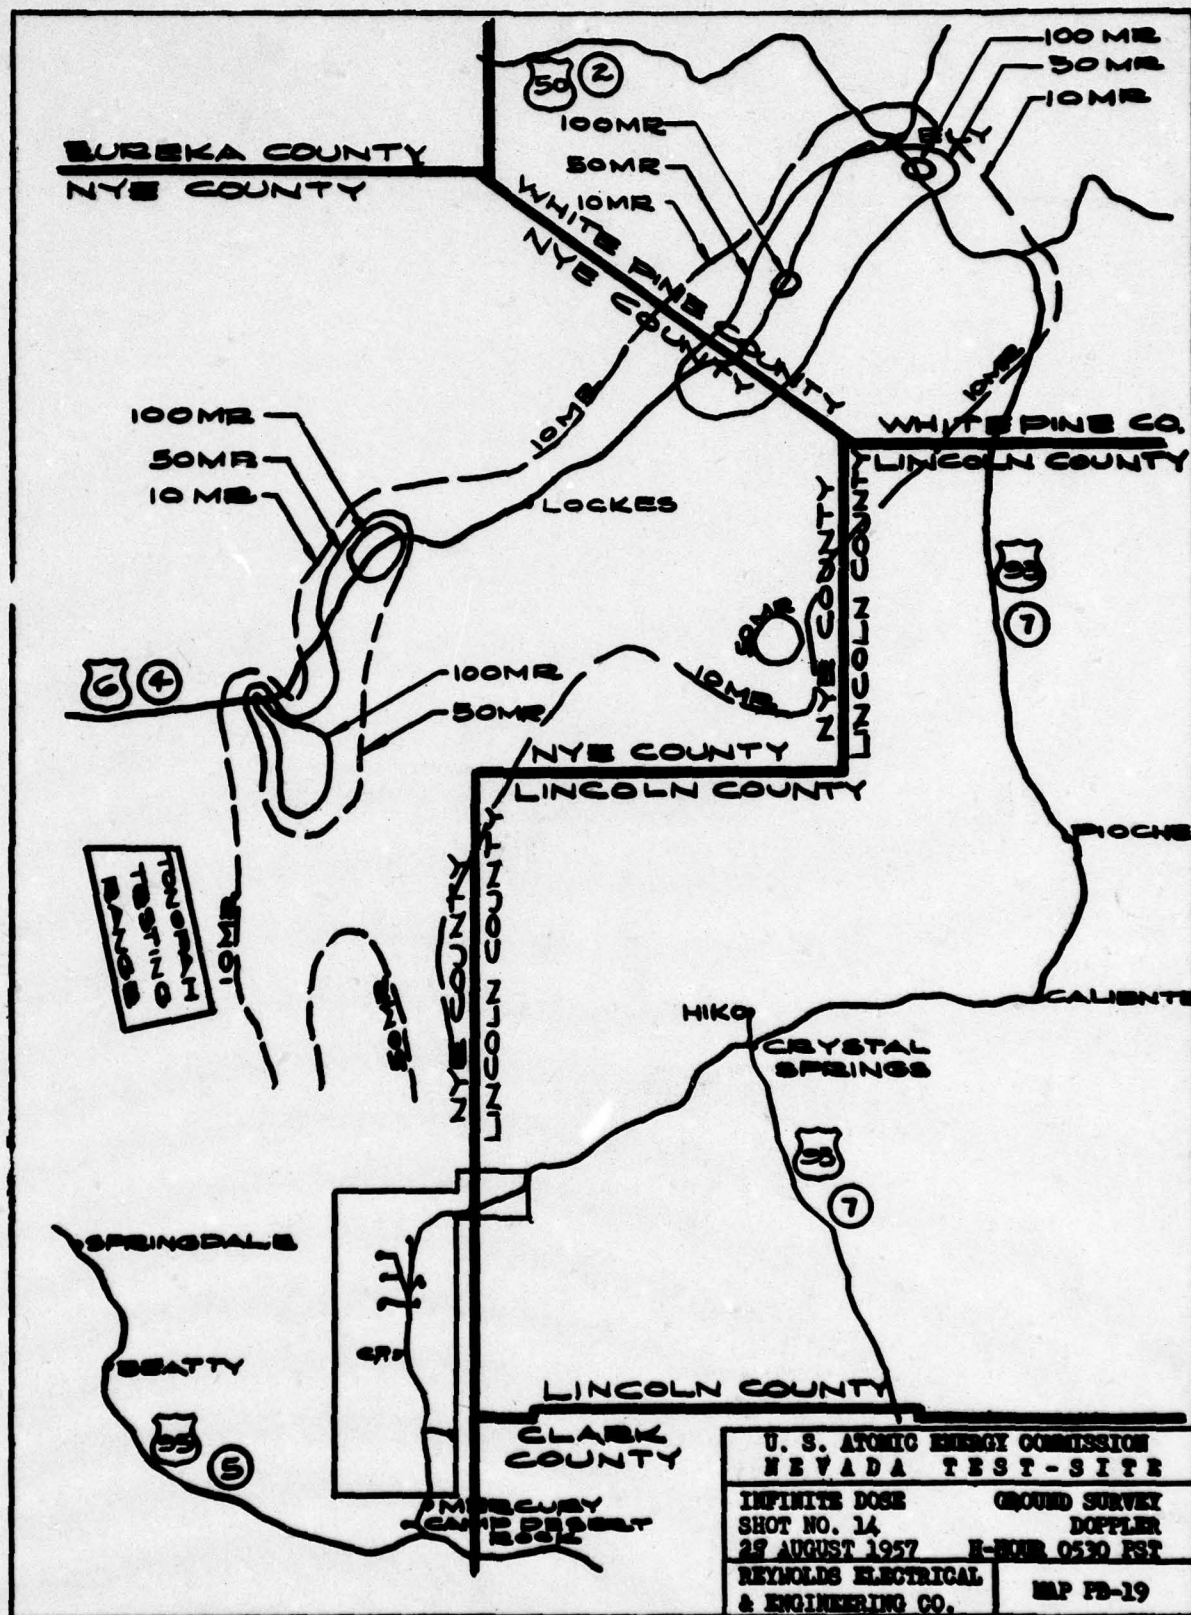 100 MR
50 MR
10 MR
50
2
100MR
50MR
10MR
ELY
EUREKA COUNTY
NYE COUNTY
WHITE PINE COUNTY
NYE COUNTY
10MR
10MR
100MR
50MR
10 MR
WHITE PINE CO.
LINCOLN COUNTY
LOCKES
NYE COUNTY
LINCOLN COUNTY
93
7
50MR
6
4
100MR
50MR
10MR
NYE COUNTY
LINCOLN COUNTY
PIOCHE
TONOPAH
TESTING
RANGE
10MR
50MR
NYE COUNTY
LINCOLN COUNTY
HIKO
CALIENTE
CRYSTAL
SPRINGS
93
7
SPRINGDALE
BEATTY
95
5
LINCOLN COUNTY
CLARK
COUNTY
MERCURY
CAMP DESERT
ROCK
U. S. ATOMIC ENERGY COMMISSION
NEVADA TEST-SITE
INFINITE DOSE GROUND SURVEY
SHOT NO. 14 DOPPLER
AUGUST 1957 H-HOUR 0530 PST
REYNOLDS ELECTRICAL
& ENGINEERING CO.
MAP PB-19